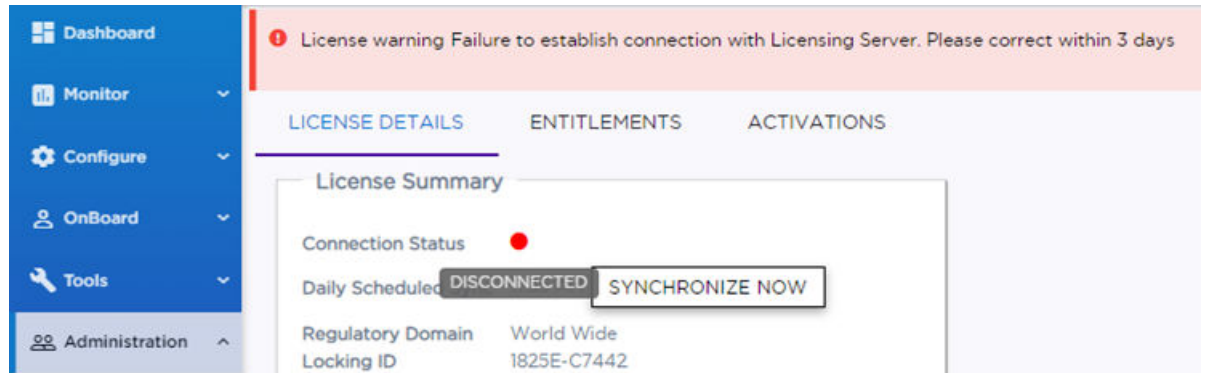 Dashboard
Monitor
Configure
OnBoard
Tools
Administration
License warning Failure to establish connection with Licensing Server. Please correct within 3 days
LICENSE DETAILS ENTITLEMENTS ACTIVATIONS
License Summary
Connection Status
Daily Scheduled DISCONNECTED SYNCHRONIZE NOW
Regulatory Domain World Wide
Locking ID 1825E-C7442